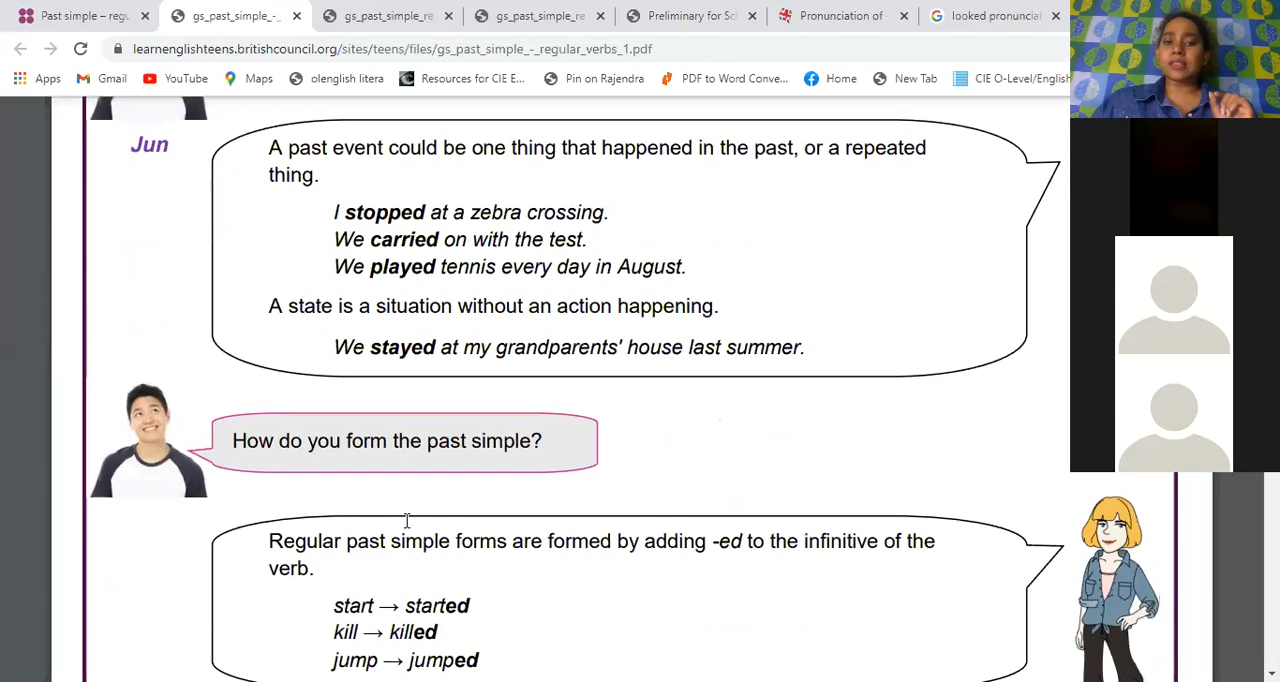 Past simple – regu
gs_past_simple_-_
gs_past_simple_re
gs_past_simple_re
Preliminary for Sc
Pronunciation of -
looked pronunciat
learnenglishteens.britishcouncil.org/sites/teens/files/gs_past_simple_-_regular_verbs_1.pdf
Apps
Gmail
YouTube
Maps
olenglish litera
Resources for CIE E...
Pin on Rajendra
PDF to Word Conve...
Home
New Tab
CIE O-Level/English
Jun
A past event could be one thing that happened in the past, or a repeated
thing.
I stopped at a zebra crossing.
We carried on with the test.
We played tennis every day in August.
A state is a situation without an action happening.
We stayed at my grandparents' house last summer.
How do you form the past simple?
Regular past simple forms are formed by adding -ed to the infinitive of the
verb.
start → started
kill → killed
jump → jumped